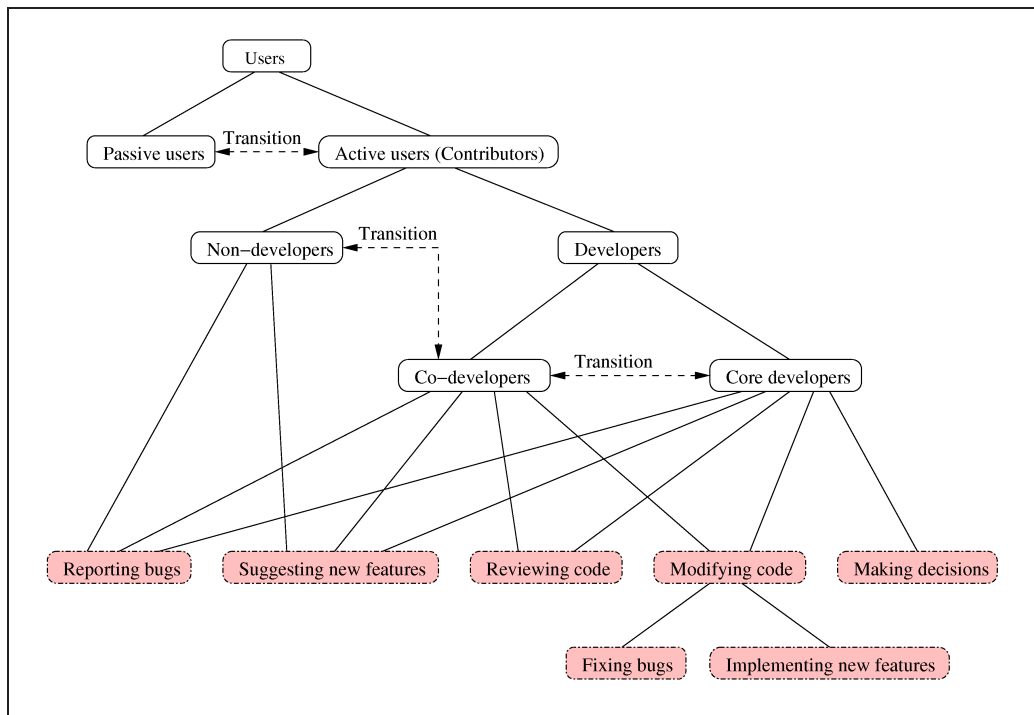 Users
Transition
Passive users
Active users (Contributors)
Transition
Non−developers
Developers
Transition
Co−developers
Core developers
Reporting bugs
Suggesting new features
Reviewing code
Modifying code
Making decisions
Fixing bugs
Implementing new features